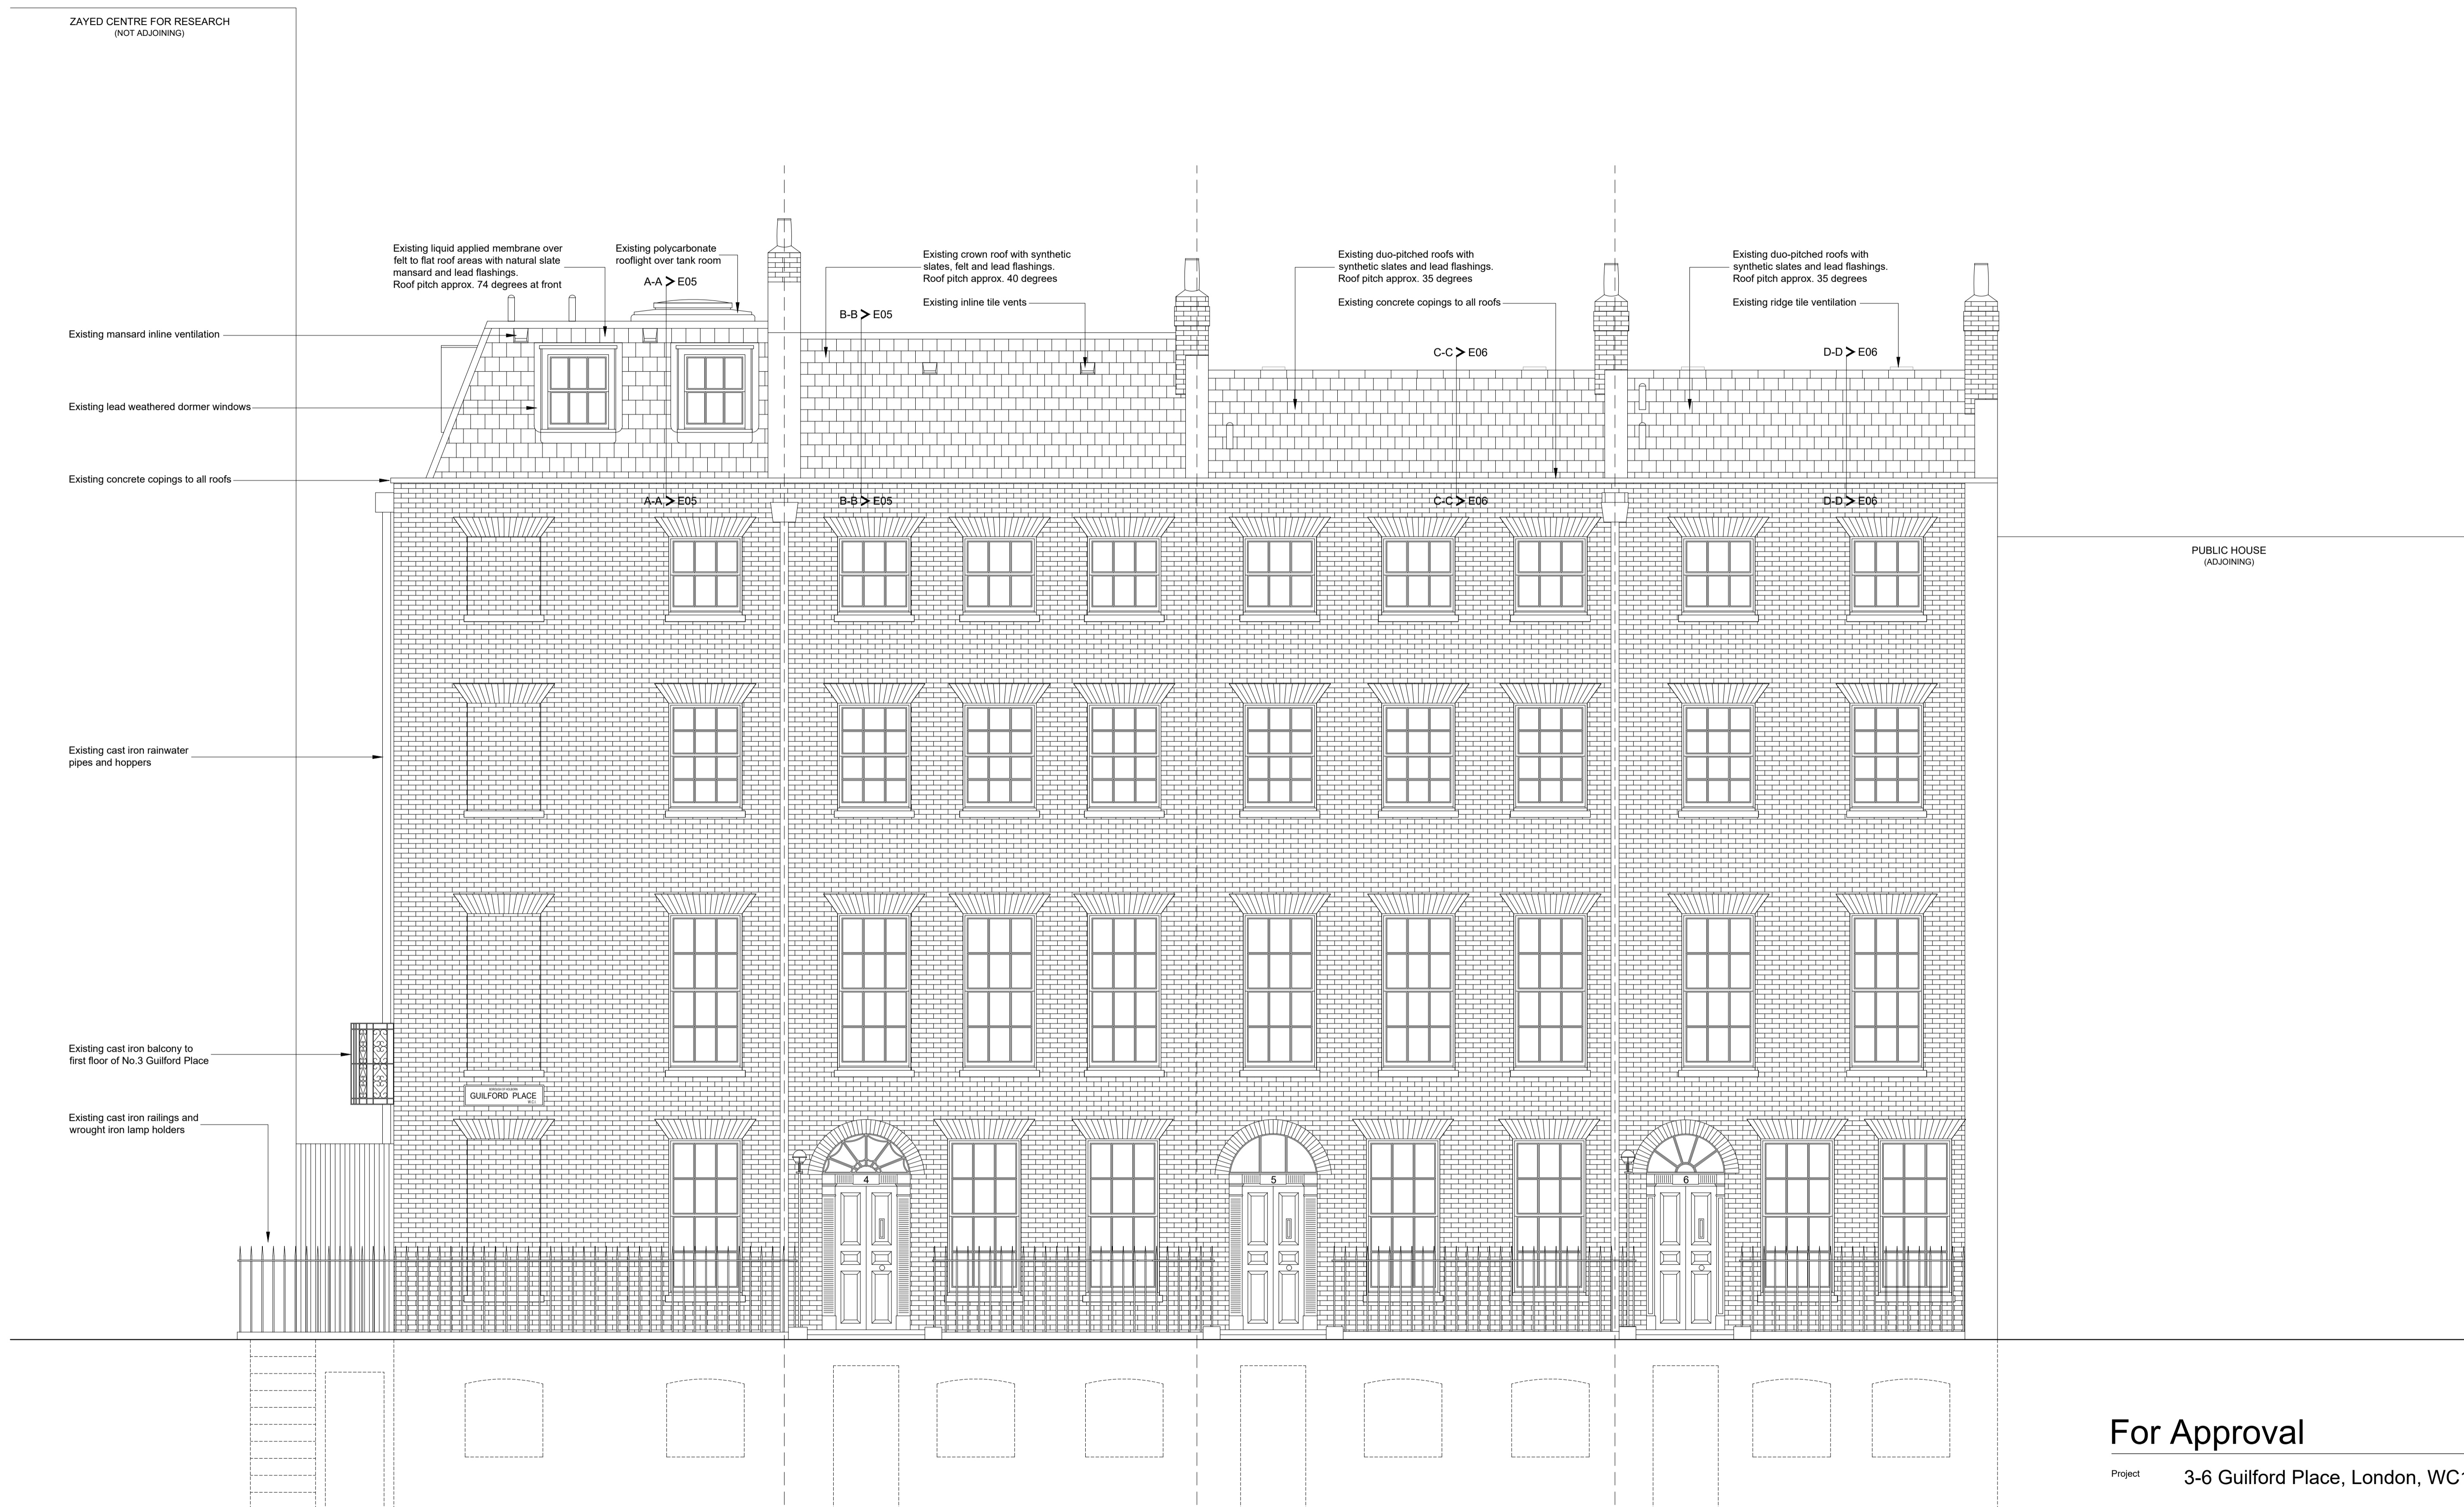 ZAYED CENTRE FOR RESEARCH
(NOT ADJOINING)
Existing liquid applied membrane over
felt to flat roof areas with natural slate
mansard and lead flashings.
Roof pitch approx. 74 degrees at front
Existing polycarbonate
rooflight over tank room
A-A > E05
B-B > E05
Existing crown roof with synthetic
slates, felt and lead flashings.
Roof pitch approx. 40 degrees
Existing inline tile vents
Existing duo-pitched roofs with
synthetic slates and lead flashings.
Roof pitch approx. 35 degrees
Existing concrete copings to all roofs
C-C > E06
Existing duo-pitched roofs with
synthetic slates and lead flashings.
Roof pitch approx. 35 degrees
Existing ridge tile ventilation
D-D > E06
Existing mansard inline ventilation
Existing lead weathered dormer windows
Existing concrete copings to all roofs
A-A > E05
B-B > E05
C-C > E06
D-D > E06
PUBLIC HOUSE
(ADJOINING)
Existing cast iron rainwater
pipes and hoppers
Existing cast iron balcony to
first floor of No.3 Guilford Place
BOROUGH OF HOLBORN
GUILFORD PLACE
W.C.1
Existing cast iron railings and
wrought iron lamp holders
4
5
6
For Approval
Project
3-6 Guilford Place, London, WC1